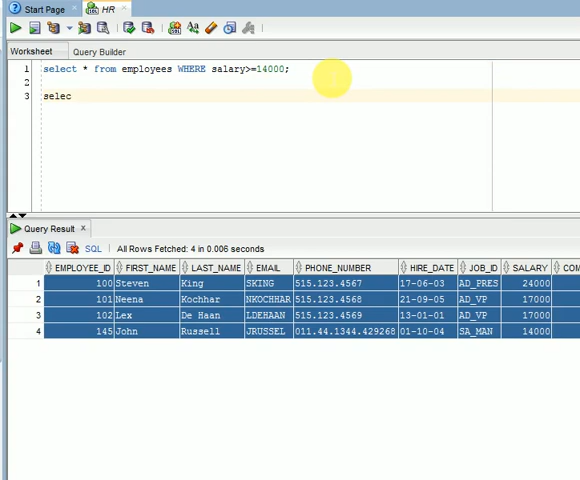 Start Page HR
Worksheet Query Builder
1 select * from employees WHERE salary>=14000;
2
3 selec
Query Result
SQL All Rows Fetched: 4 in 0.006 seconds
EMPLOYEE_ID FIRST_NAME LAST_NAME EMAIL PHONE_NUMBER HIRE_DATE JOB_ID SALARY COM
1 100 Steven King SKING 515.123.4567 17-06-03 AD_PRES 24000
2 101 Neena Kochhar NKOCHHAR 515.123.4568 21-09-05 AD_VP 17000
3 102 Lex De Haan LDEHAAN 515.123.4569 13-01-01 AD_VP 17000
4 145 John Russell JRUSSEL 011.44.1344.429268 01-10-04 SA_MAN 14000